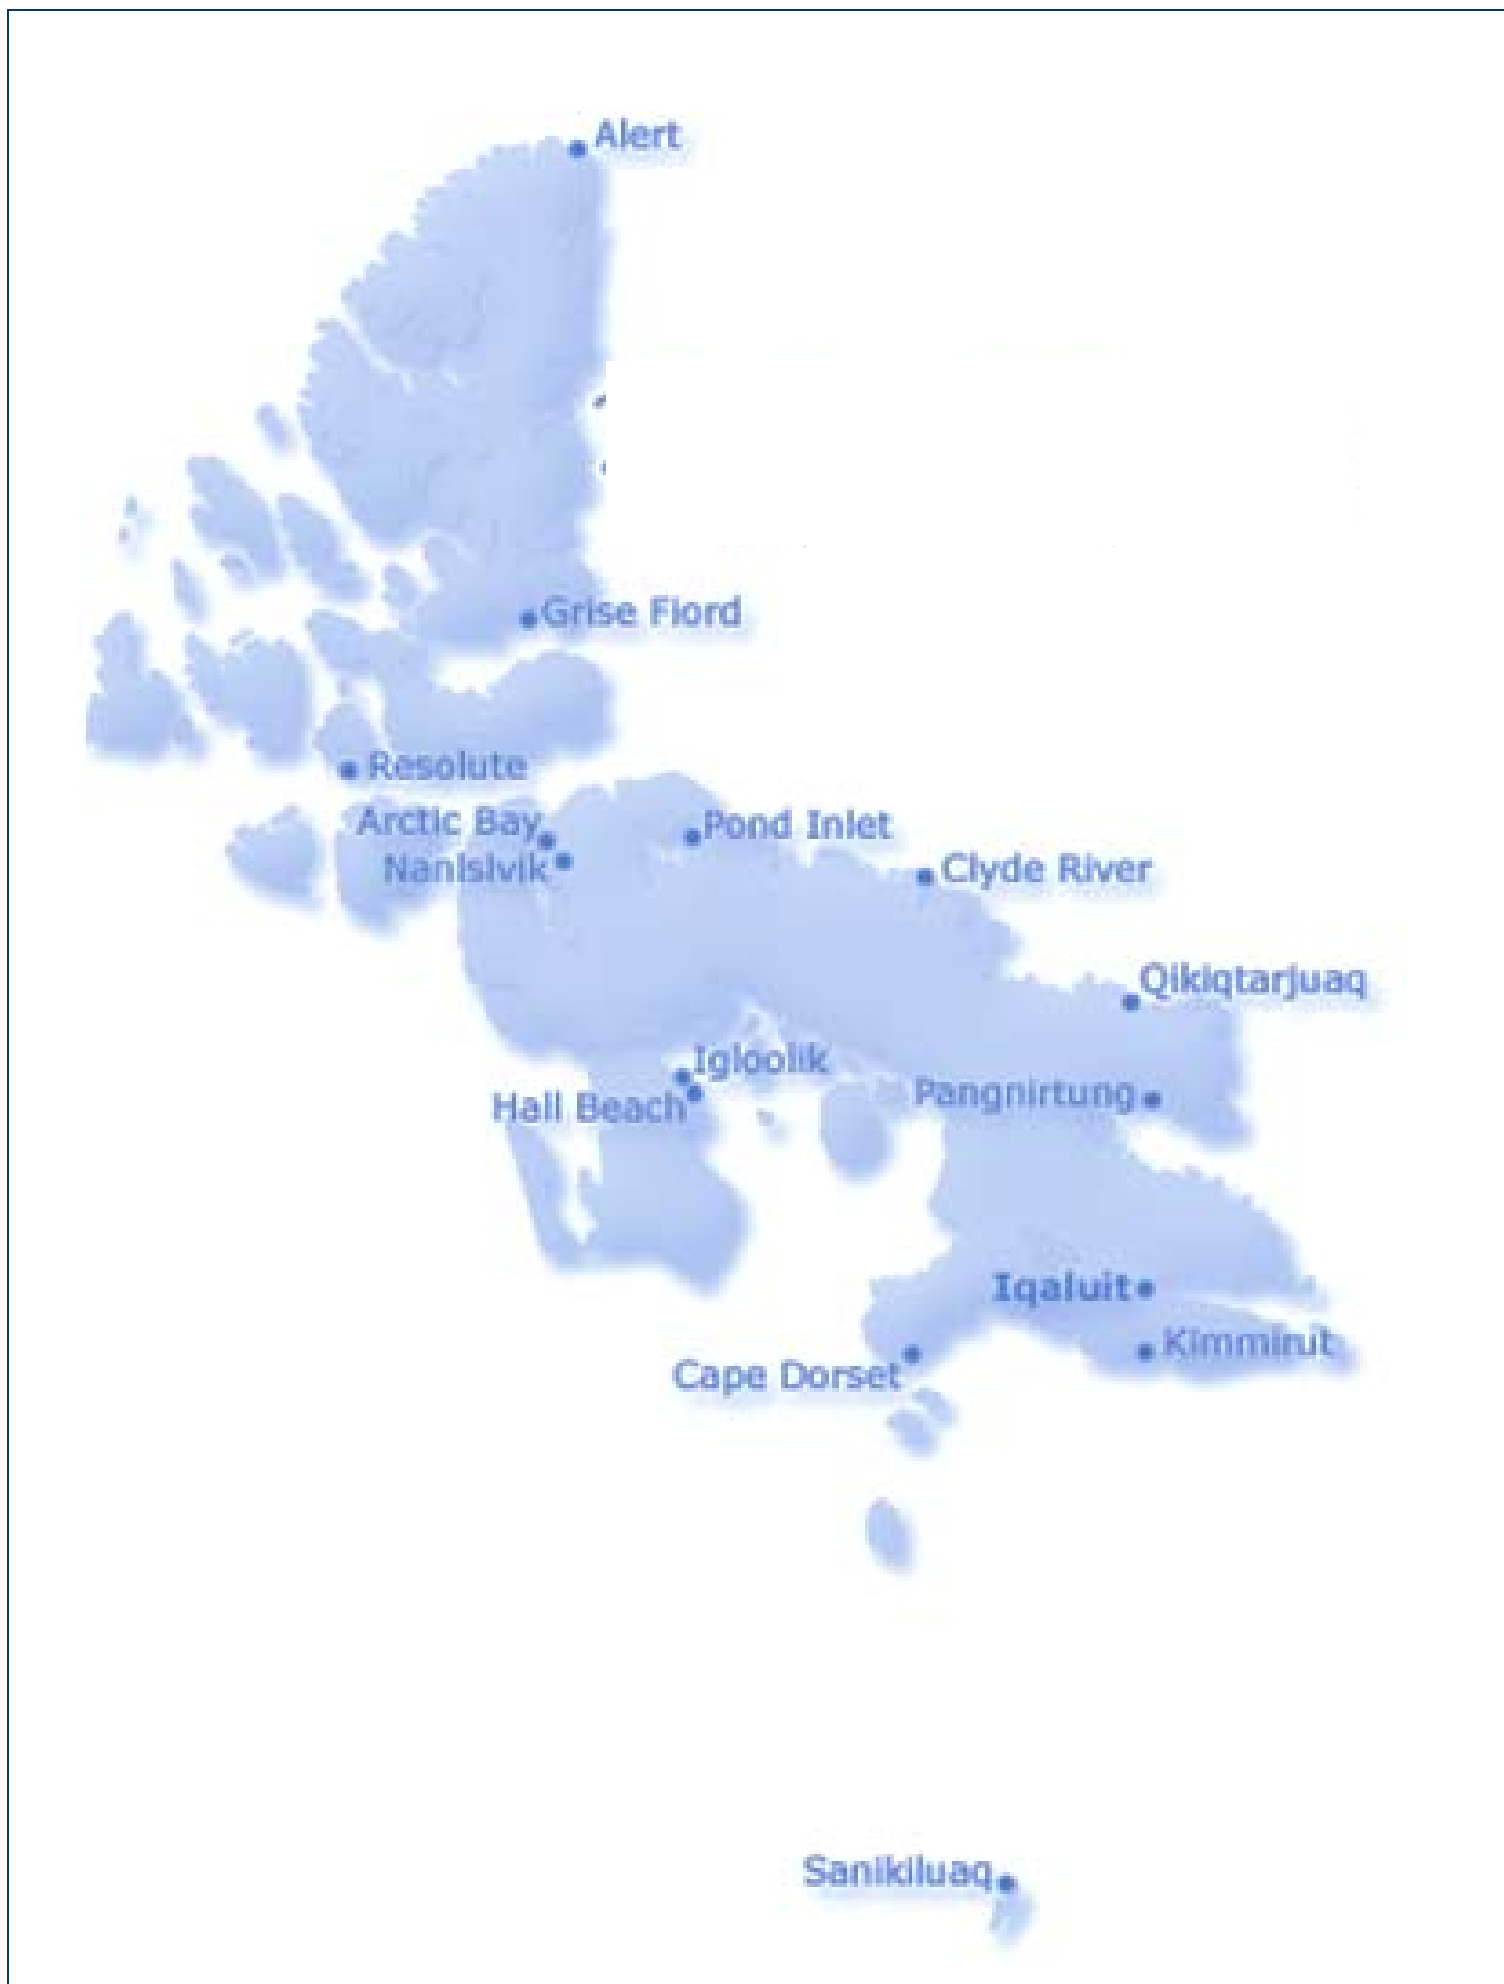 Alert
Grise Fiord
Resolute
Arctic Bay
Pond Inlet
Nanisivik
Clyde River
Qikiqtarjuaq
Igloolik
Pangnirtung
Hall Beach
Iqaluit
Kimmirut
Cape Dorset
Sanikiluaq